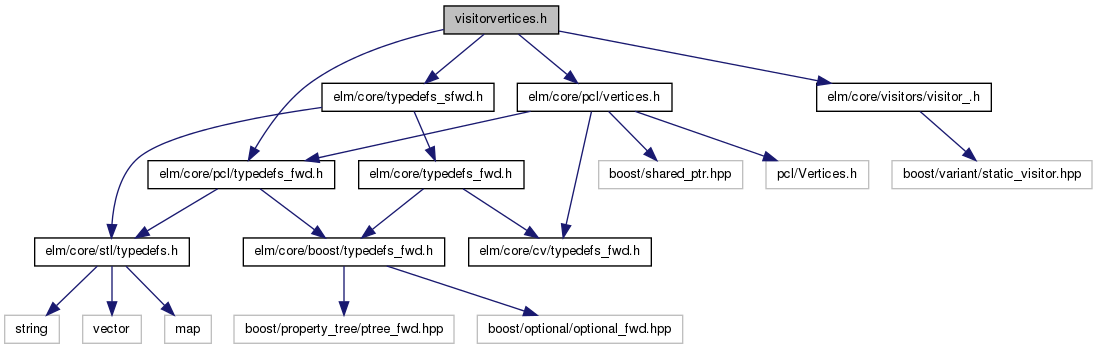 visitorvertices.h
elm/core/typedefs_sfwd.h
elm/core/pcl/vertices.h
elm/core/visitors/visitor_.h
elm/core/pcl/typedefs_fwd.h
elm/core/typedefs_fwd.h
boost/shared_ptr.hpp
pcl/Vertices.h
boost/variant/static_visitor.hpp
elm/core/stl/typedefs.h
elm/core/boost/typedefs_fwd.h
elm/core/cv/typedefs_fwd.h
string
vector
map
boost/property_tree/ptree_fwd.hpp
boost/optional/optional_fwd.hpp